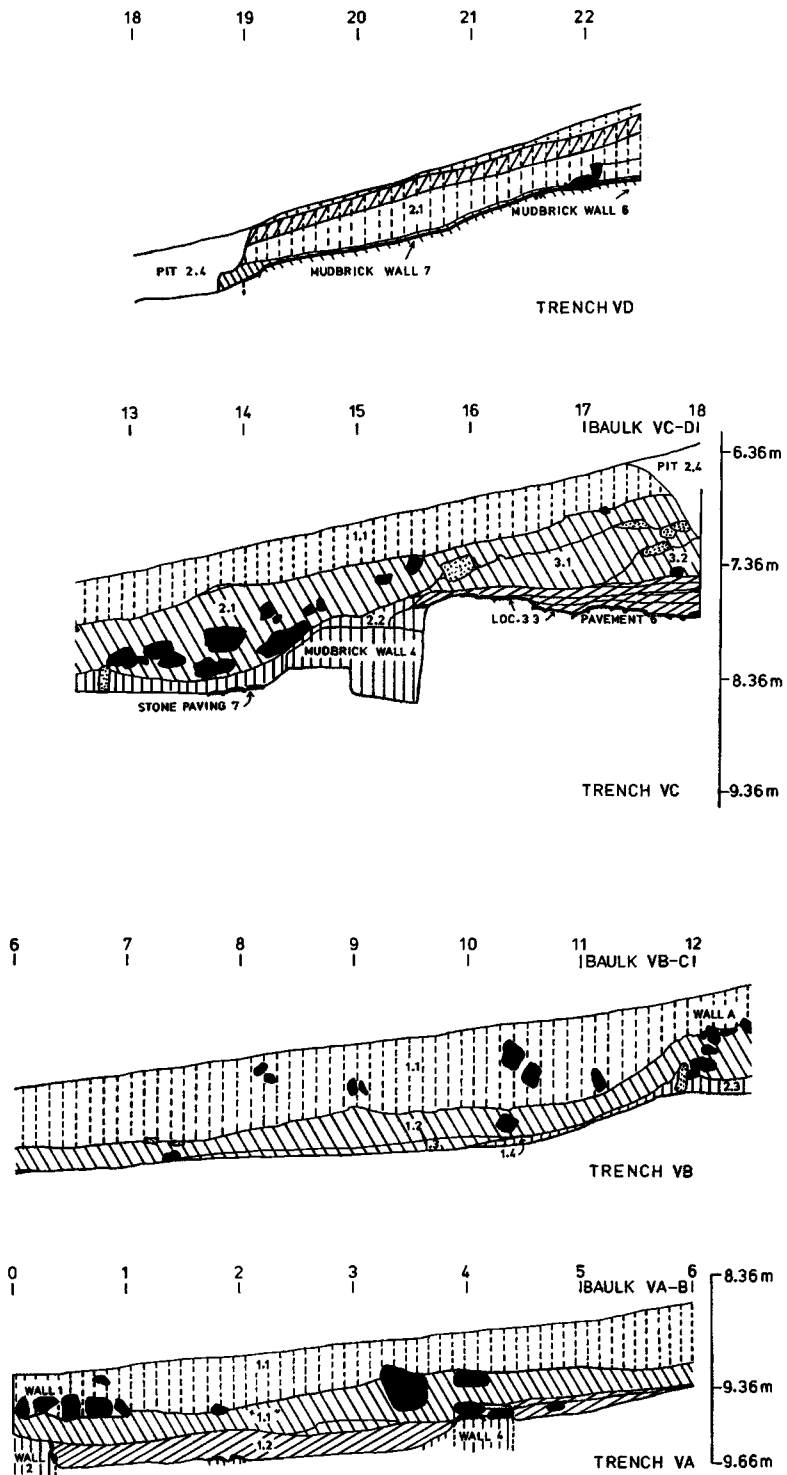 18 19 20 21 22
2.1
MUDBRICK WALL 6
PIT 2.4
MUDBRICK WALL 7
TRENCH VD
13 14 15 16 17 18
BAULK VC-D
6.36m
PIT 2.4
1.1
7.36m
3.1
3.2
2.1
2.2
LOC.3 3
PAVEMENT 6
MUDBRICK WALL 4
8.36m
STONE PAVING 7
TRENCH VC
9.36m
6 7 8 9 10 11 12
BAULK VB-C
WALL A
1.1
2.3
1.2
1.4
TRENCH VB
0 1 2 3 4 5 6
BAULK VA-B
8.36m
1.1
WALL 1
9.36m
1.1
1.2
WALL 4
WALL 2
TRENCH VA
9.66m